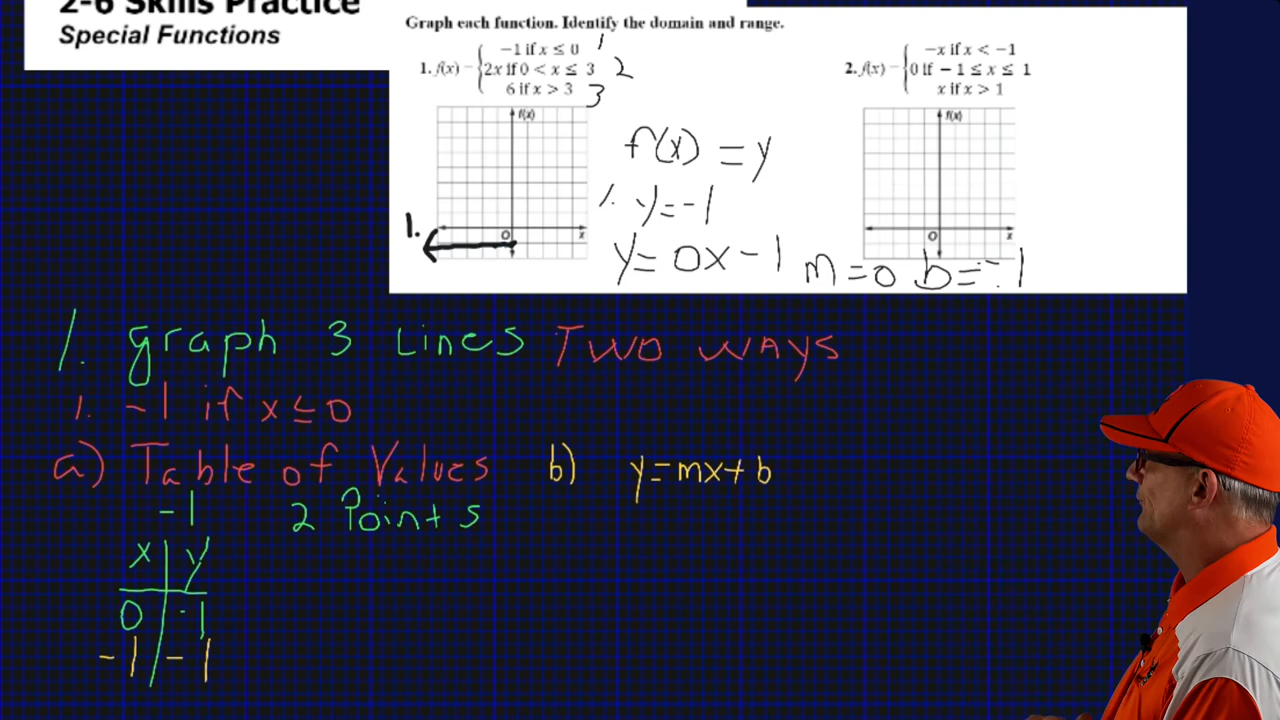 2-6 Skills Practice
Special Functions
Graph each function. Identify the domain and range.
−1 if x ≤ 0 1
1. f(x) − { 2x if 0 < x ≤ 3 2
6 if x > 3 3
−x if x < −1
2. f(x) − { 0 if − 1 ≤ x ≤ 1
x if x > 1
f(x)
O
x
1.
f(x) = y
1. y=-1
y = 0x - 1 m=0 b=-1
f(x)
O
x
1. graph 3 Lines TWO WAYS
1. -1 if x ≤ 0
a) Table of Values b) y=mx+b
-1 2 Points
x | y
0 | -1
-1 | -1